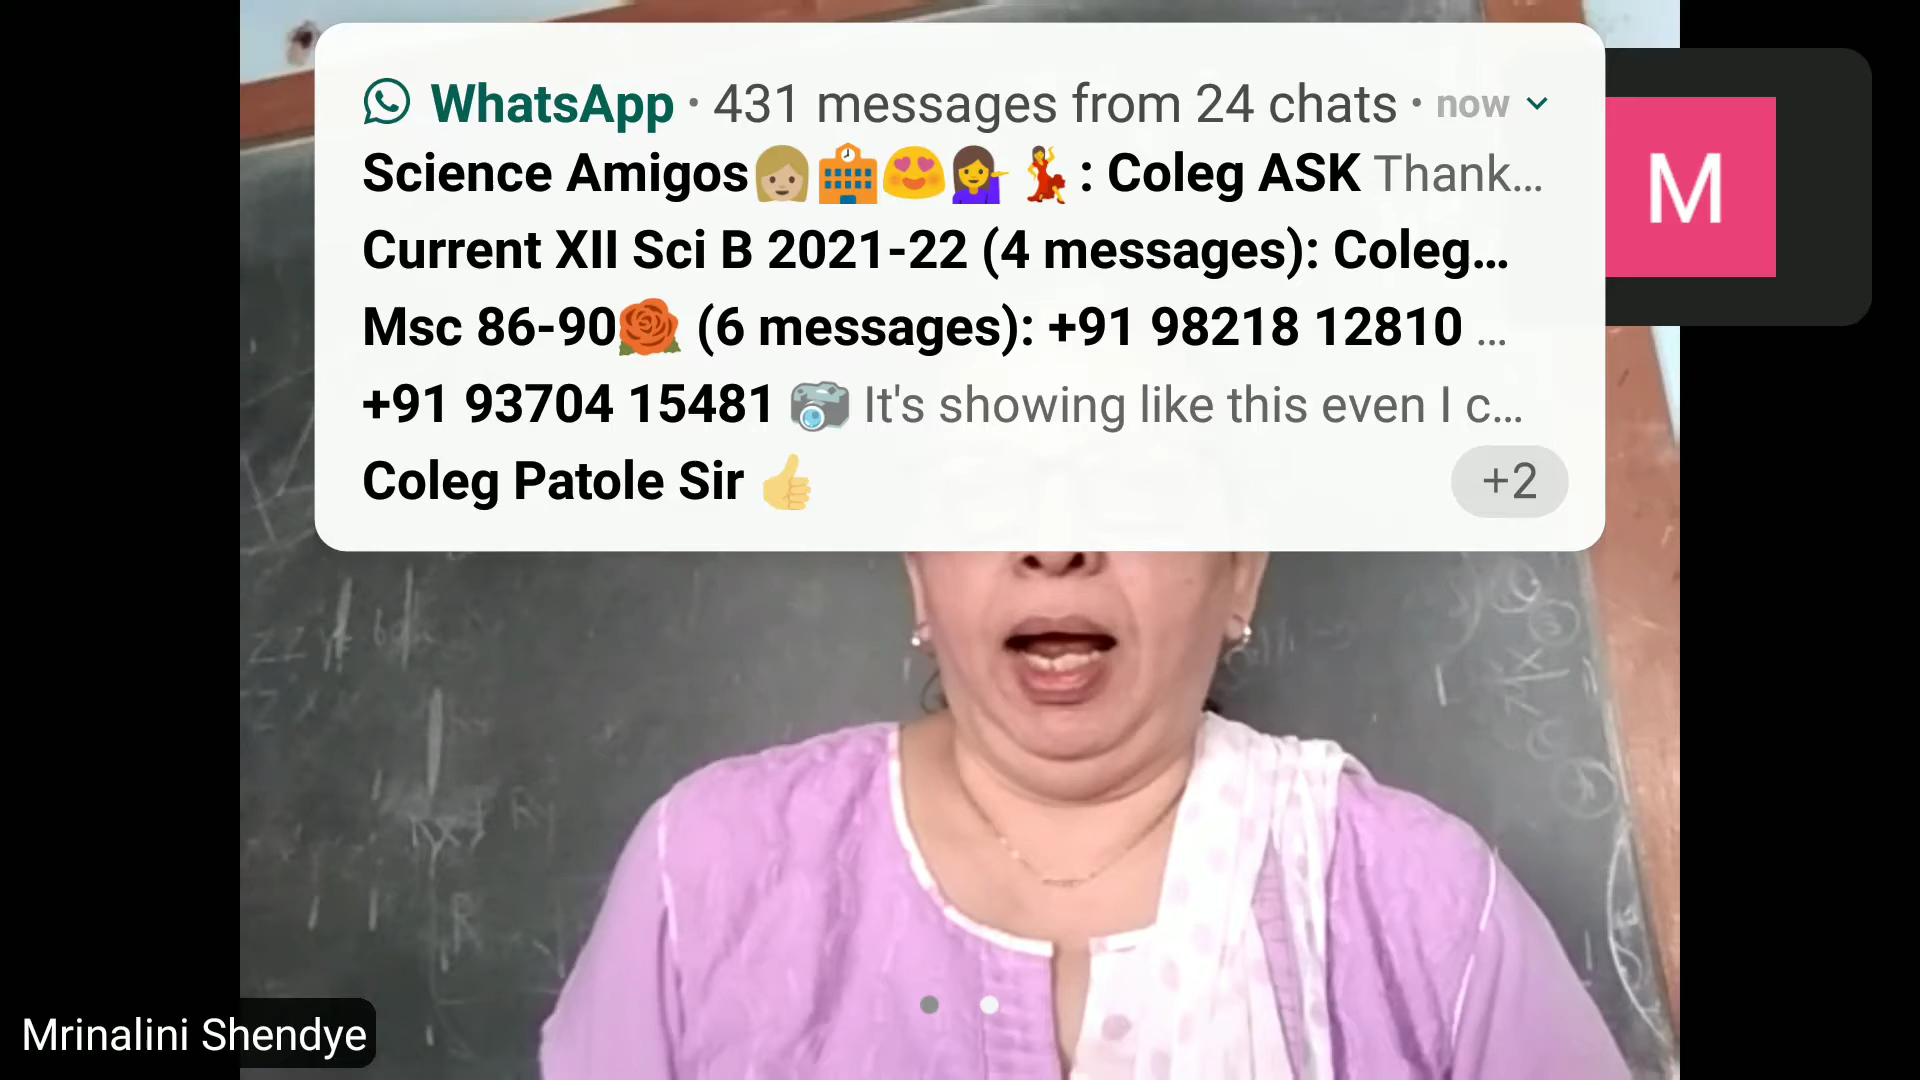 WhatsApp • 431 messages from 24 chats • now
Science Amigos👩🏼🏫😍💁‍♀️💃: Coleg ASK Thank...
Current XII Sci B 2021-22 (4 messages): Coleg...
Msc 86-90🌹 (6 messages): +91 98218 12810 ...
+91 93704 15481 📷 It's showing like this even I c...
Coleg Patole Sir 👍
+2
M
R
Mrinalini Shendye